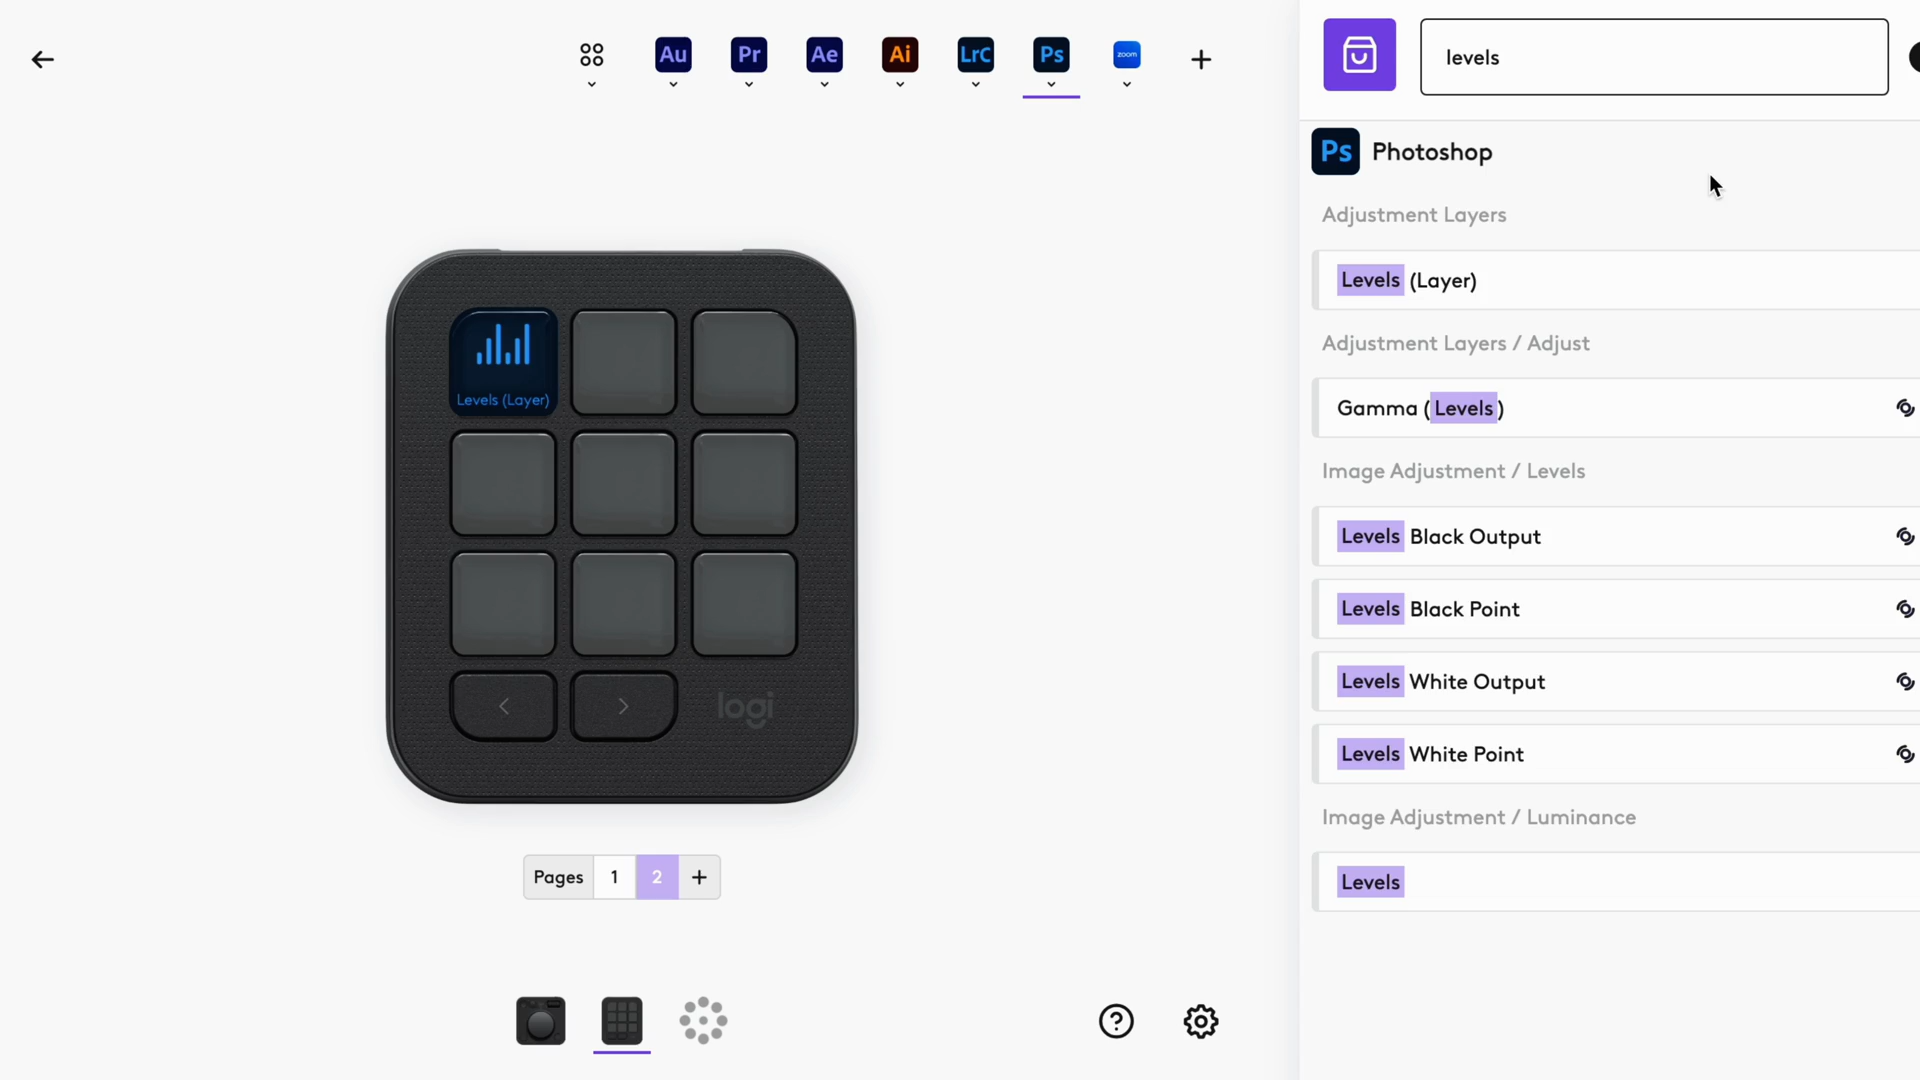 Au
Pr
Ae
Ai
LrC
Ps
zoom
levels
Ps Photoshop
Adjustment Layers
Levels (Layer)
Adjustment Layers / Adjust
Gamma (Levels)
Image Adjustment / Levels
Levels Black Output
Levels Black Point
Levels White Output
Levels White Point
Image Adjustment / Luminance
Levels
Levels (Layer)
logi
Pages 1 2 +